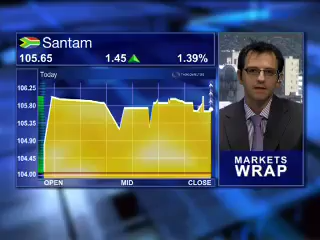 Santam
105.65 1.45 1.39%
Today
106.25
105.80
105.35
104.90
104.45
104.00
OPEN MID CLOSE
MARKETS
WRAP